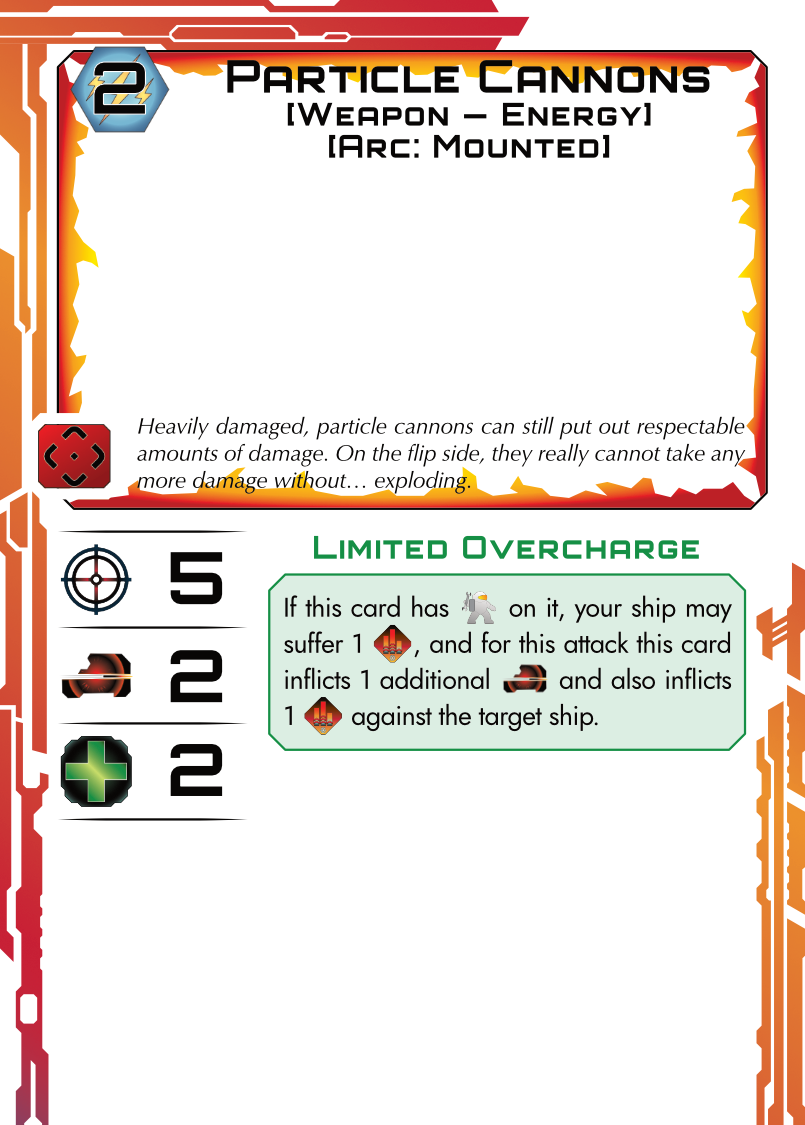 2
Particle Cannons
[Weapon – Energy]
[Arc: Mounted]
Heavily damaged, particle cannons can still put out respectable
amounts of damage. On the flip side, they really cannot take any
more damage without… exploding.
5
2
2
Limited Overcharge
If this card has on it, your ship may
suffer 1 , and for this attack this card
inflicts 1 additional and also inflicts
1 against the target ship.